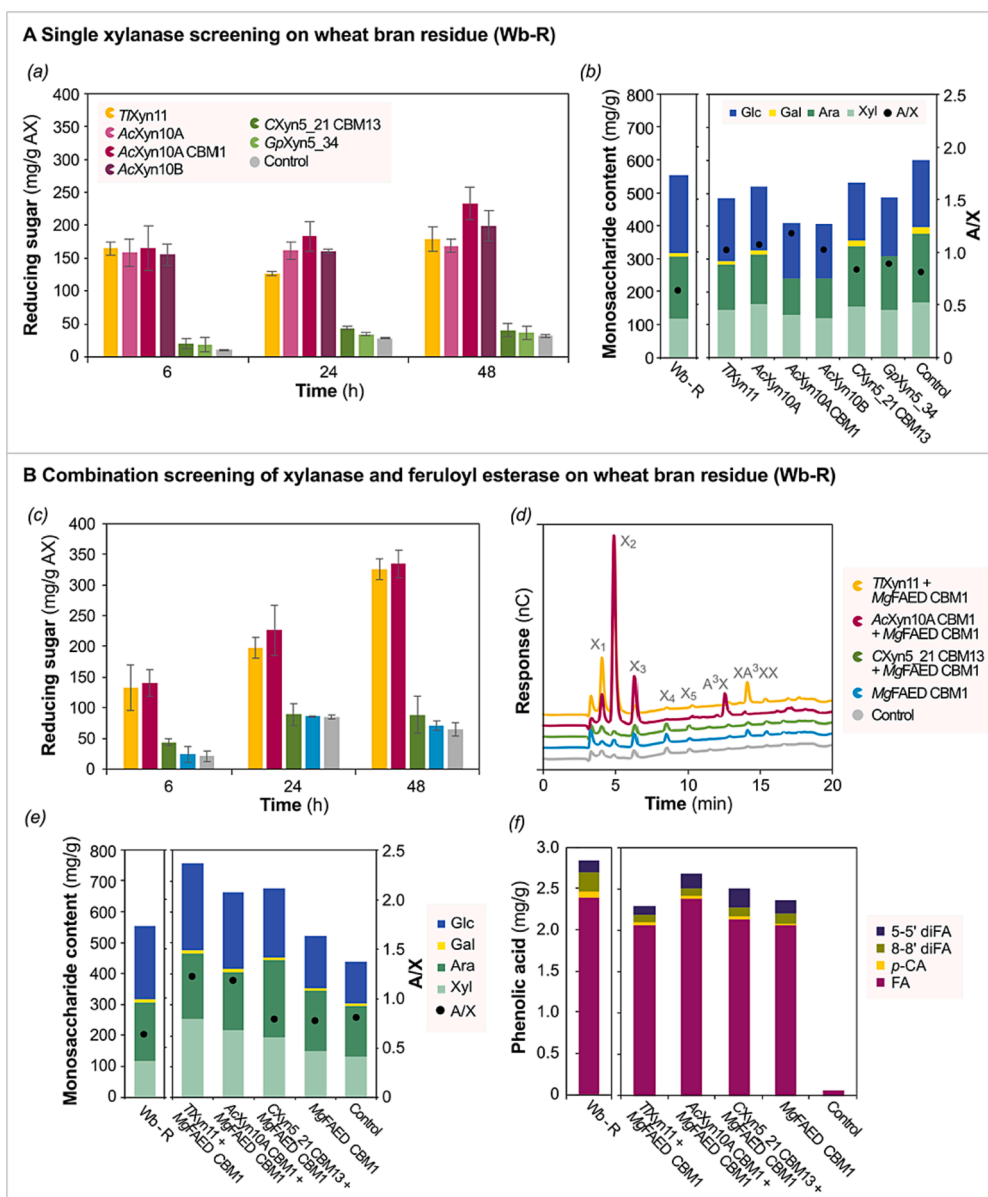 A Single xylanase screening on wheat bran residue (Wb-R)
(a)
Reducing sugar (mg/g AX)
400
350
300
250
200
150
100
50
0
TlXyn11
AcXyn10A
AcXyn10A CBM1
AcXyn10B
CXyn5_21 CBM13
GpXyn5_34
Control
6
24
48
Time (h)
(b)
Monosaccharide content (mg/g)
800
700
600
500
400
300
200
100
0
Glc
Gal
Ara
Xyl
A/X
2.5
2.0
1.5
1.0
0.5
0
A/X
Wb-R
TlXyn11
AcXyn10A
AcXyn10A CBM1
AcXyn10B
CXyn5_21 CBM13
GpXyn5_34
Control
B Combination screening of xylanase and feruloyl esterase on wheat bran residue (Wb-R)
(c)
Reducing sugar (mg/g AX)
400
350
300
250
200
150
100
50
0
6
24
48
Time (h)
(d)
Response (nC)
X1
X2
X3
X4
X5
A³X
XA³XX
0
5
10
15
20
Time (min)
TlXyn11 +
MgFAED CBM1
AcXyn10A CBM1
+ MgFAED CBM1
CXyn5_21 CBM13
+ MgFAED CBM1
MgFAED CBM1
Control
(e)
Monosaccharide content (mg/g)
800
700
600
500
400
300
200
100
0
2.5
2.0
1.5
1.0
0.5
0
A/X
Glc
Gal
Ara
Xyl
A/X
Wb-R
TlXyn11 +
MgFAED CBM1
AcXyn10A CBM1 +
MgFAED CBM1
CXyn5_21 CBM13 +
MgFAED CBM1
MgFAED CBM1
Control
(f)
Phenolic acid (mg/g)
3.0
2.5
2.0
1.5
1.0
0.5
0
5-5' diFA
8-8' diFA
p-CA
FA
Wb-R
TlXyn11 +
MgFAED CBM1
AcXyn10A CBM1 +
MgFAED CBM1
CXyn5_21 CBM13 +
MgFAED CBM1
MgFAED CBM1
Control